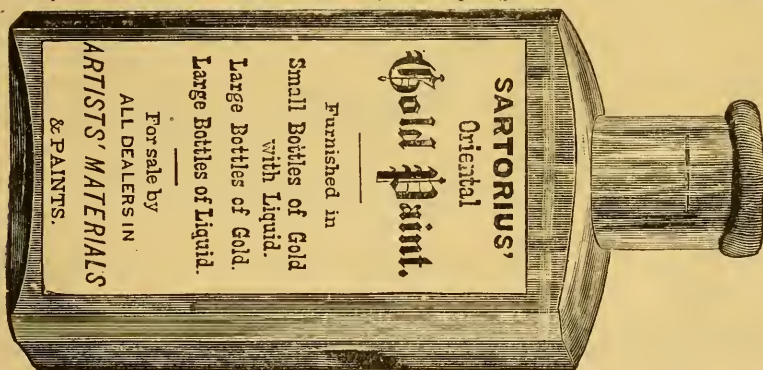 SARTORIUS'
Oriental
Gold Paint.
Furnished in
Small Bottles of Gold
with Liquid.
Large Bottles of Gold.
Large Bottles of Liquid.
For sale by
ALL DEALERS IN
ARTISTS' MATERIALS
& PAINTS.